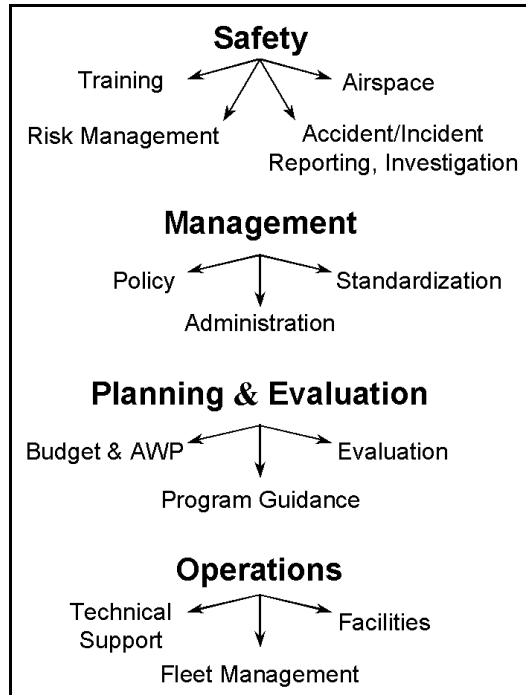 Safety
Training
Airspace
Risk Management
Accident/Incident
Reporting, Investigation
Management
Policy
Standardization
Administration
Planning & Evaluation
Budget & AWP
Evaluation
Program Guidance
Operations
Technical
Support
Facilities
Fleet Management